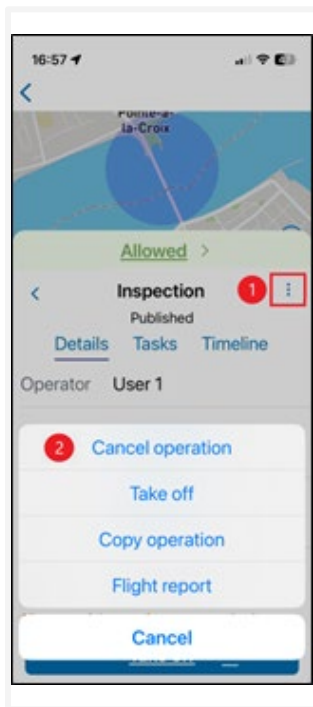 16:57
Pointe-à-
la-Croix
Allowed >
Inspection
1
Published
Details Tasks Timeline
Operator User 1
2
Cancel operation
Take off
Copy operation
Flight report
Cancel